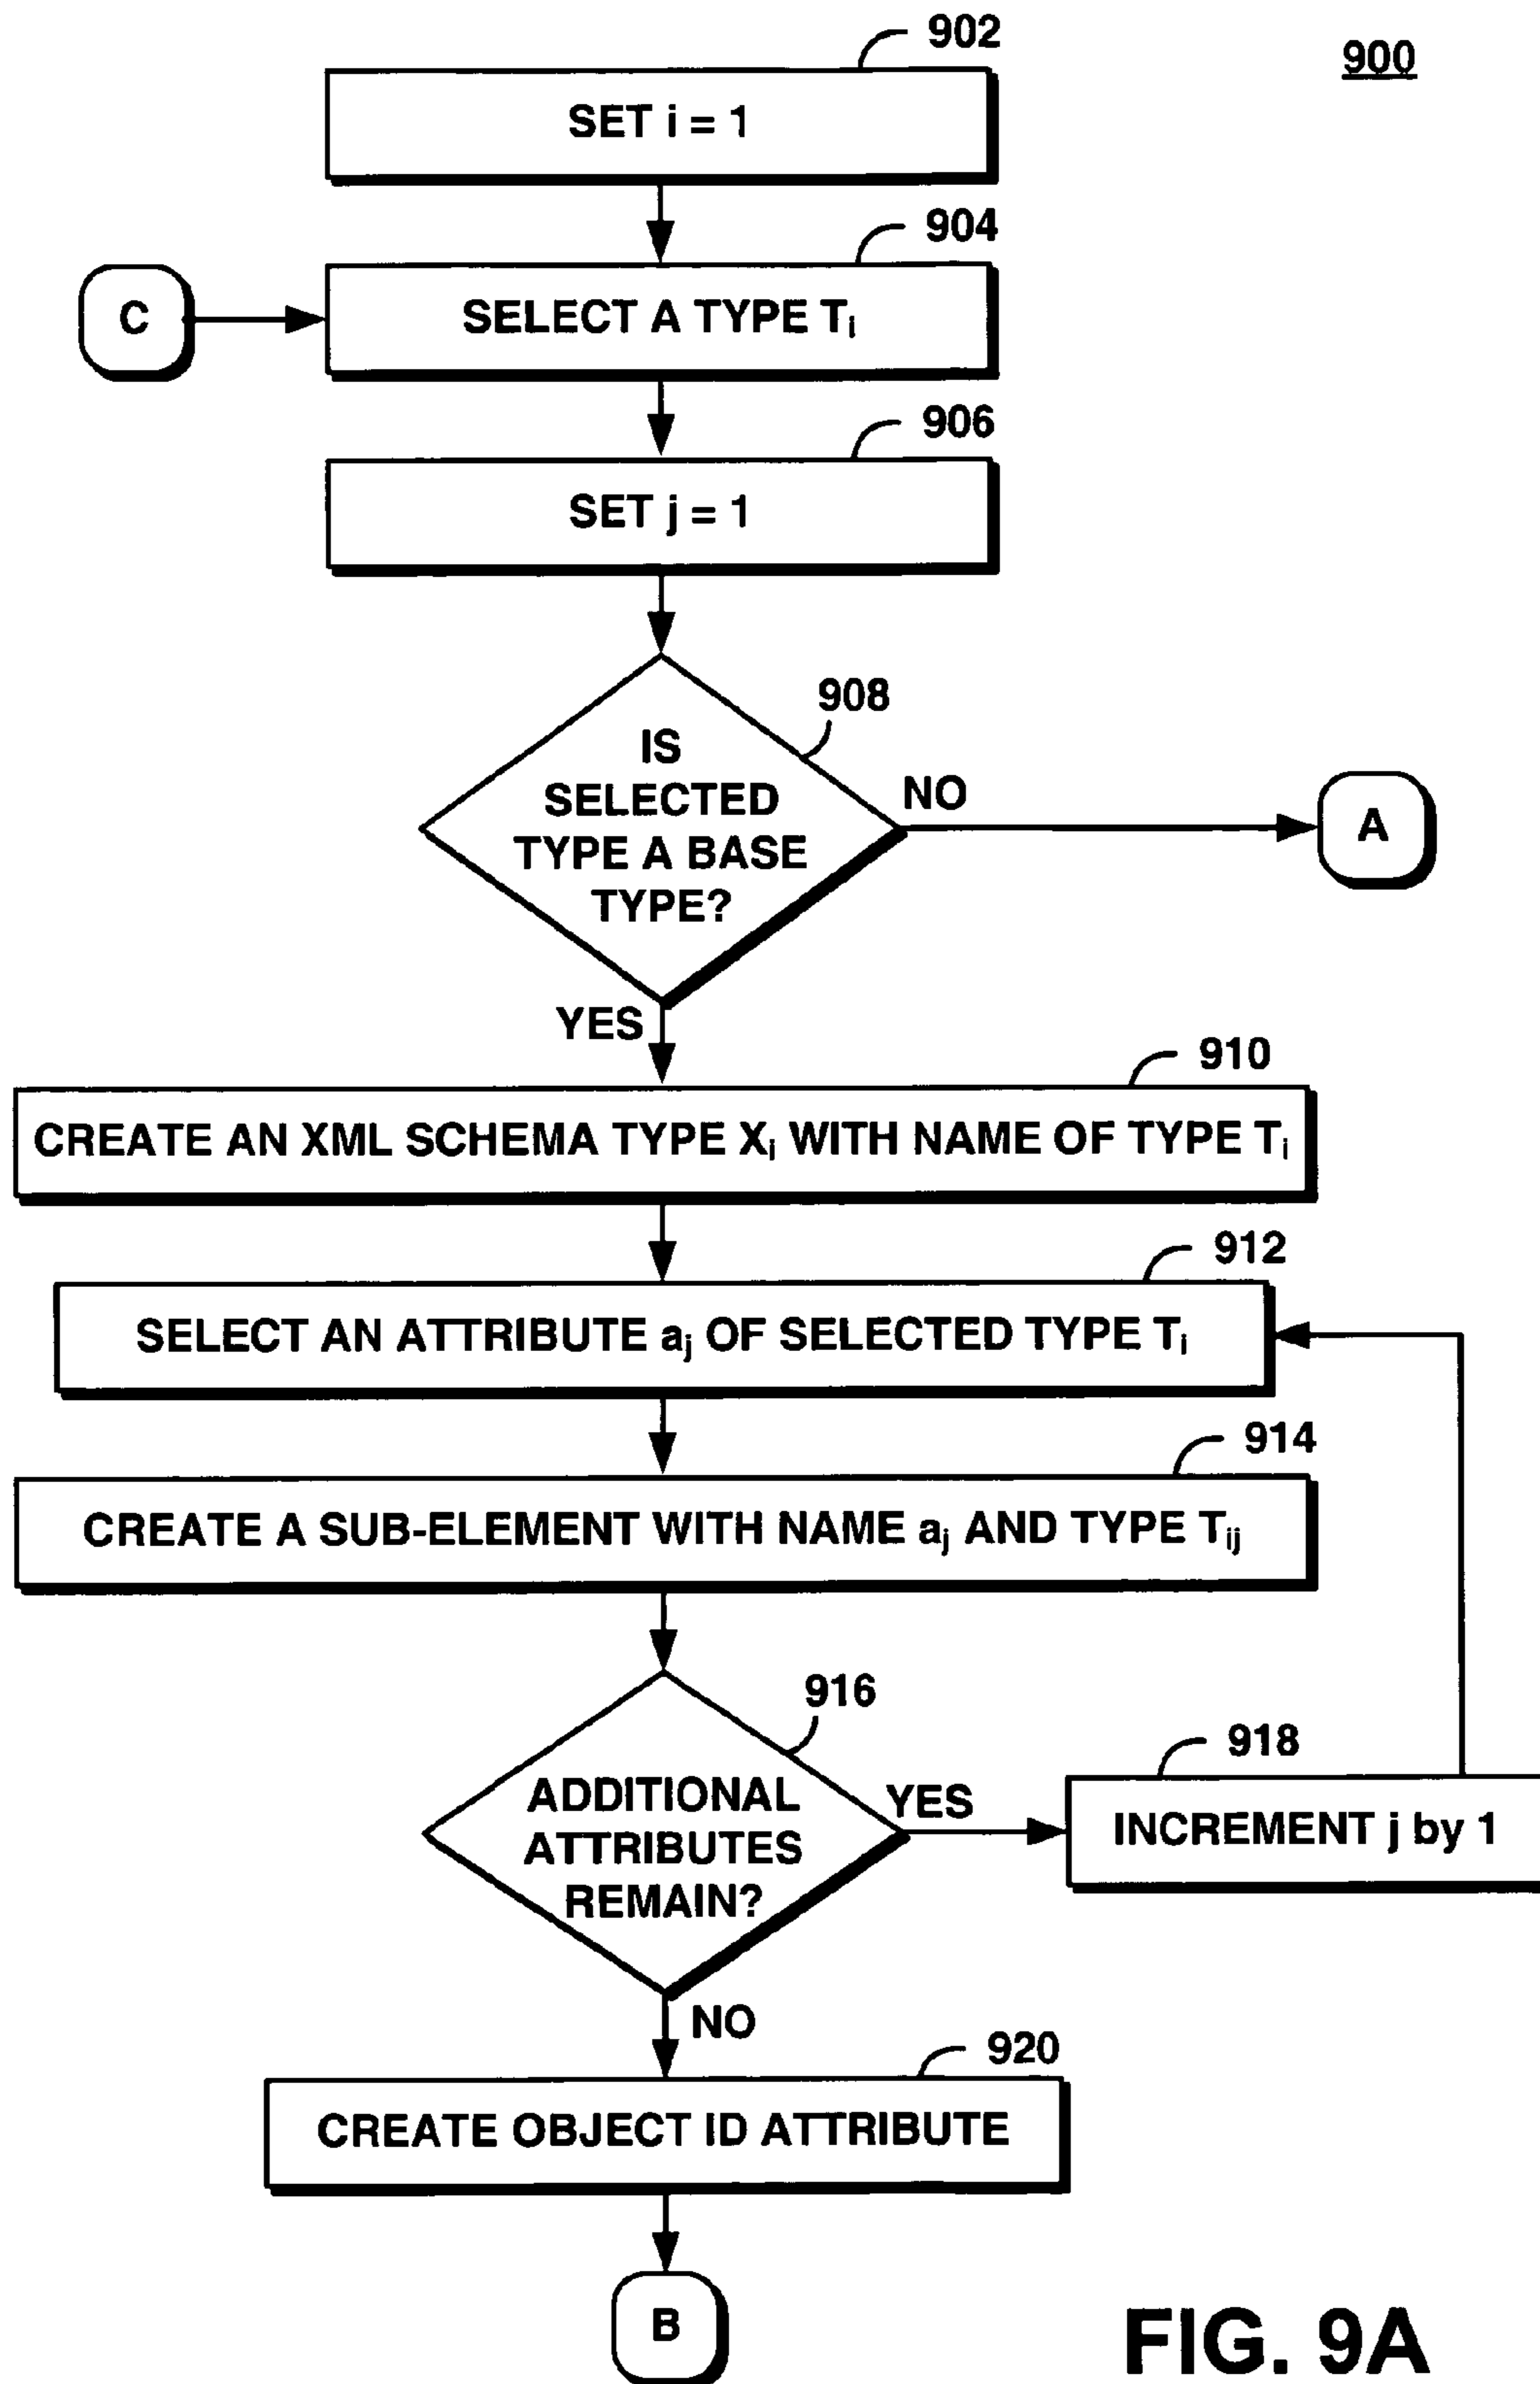 902
900
SET i = 1
904
C
SELECT A TYPE Tᵢ
906
SET j = 1
908
IS
SELECTED
TYPE A BASE
TYPE?
NO
A
YES
910
CREATE AN XML SCHEMA TYPE Xᵢ WITH NAME OF TYPE Tᵢ
912
SELECT AN ATTRIBUTE aⱼ OF SELECTED TYPE Tᵢ
914
CREATE A SUB-ELEMENT WITH NAME aⱼ AND TYPE Tᵢⱼ
916
ADDITIONAL
ATTRIBUTES
REMAIN?
YES
918
INCREMENT j by 1
NO
920
CREATE OBJECT ID ATTRIBUTE
B
FIG. 9A